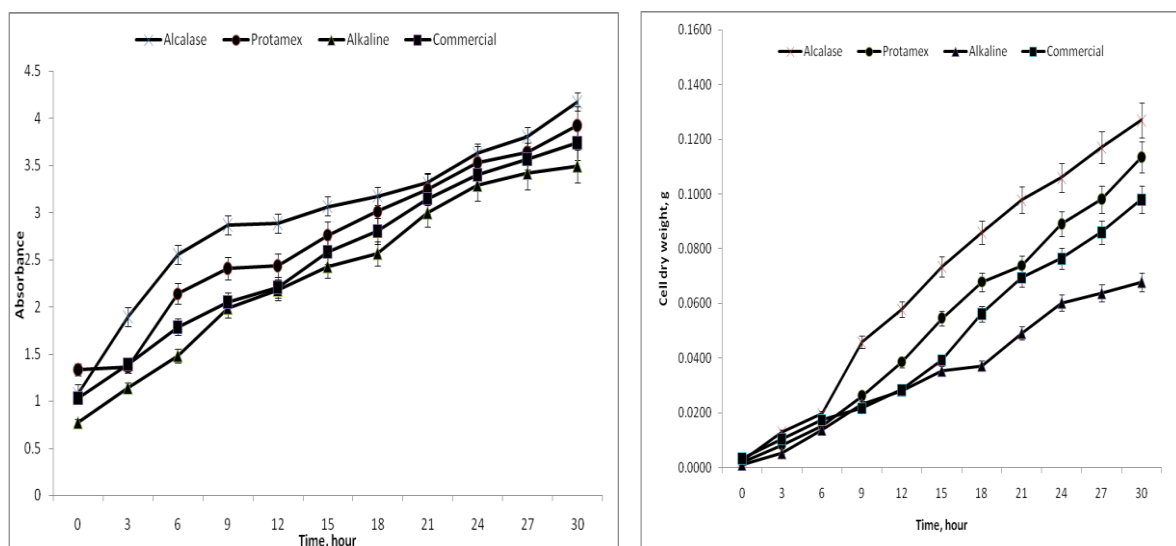 Alcalase Protamex Alkaline Commercial
4.5
4
3.5
3
2.5
2
1.5
1
0.5
0
Absorbance
0 3 6 9 12 15 18 21 24 27 30
Time, hour
0.1600
Alcalase Protamex Alkaline Commercial
0.1400
0.1200
0.1000
0.0800
0.0600
0.0400
0.0200
0.0000
Cell dry weight, g
0 3 6 9 12 15 18 21 24 27 30
Time, hour